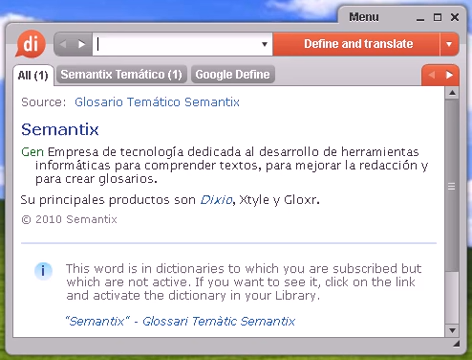 Menu
di
Define and translate
All (1) Semantix Temático (1) Google Define
Source: Glosario Temático Semantix
Semantix
Gen Empresa de tecnología dedicada al desarrollo de herramientas
informáticas para comprender textos, para mejorar la redacción y
para crear glosarios.
Su principales productos son Dixio, Xtyle y Gloxr.
© 2010 Semantix
This word is in dictionaries to which you are subscribed but
which are not active. If you want to see it, click on the link
and activate the dictionary in your Library.
"Semantix" - Glossari Temàtic Semantix